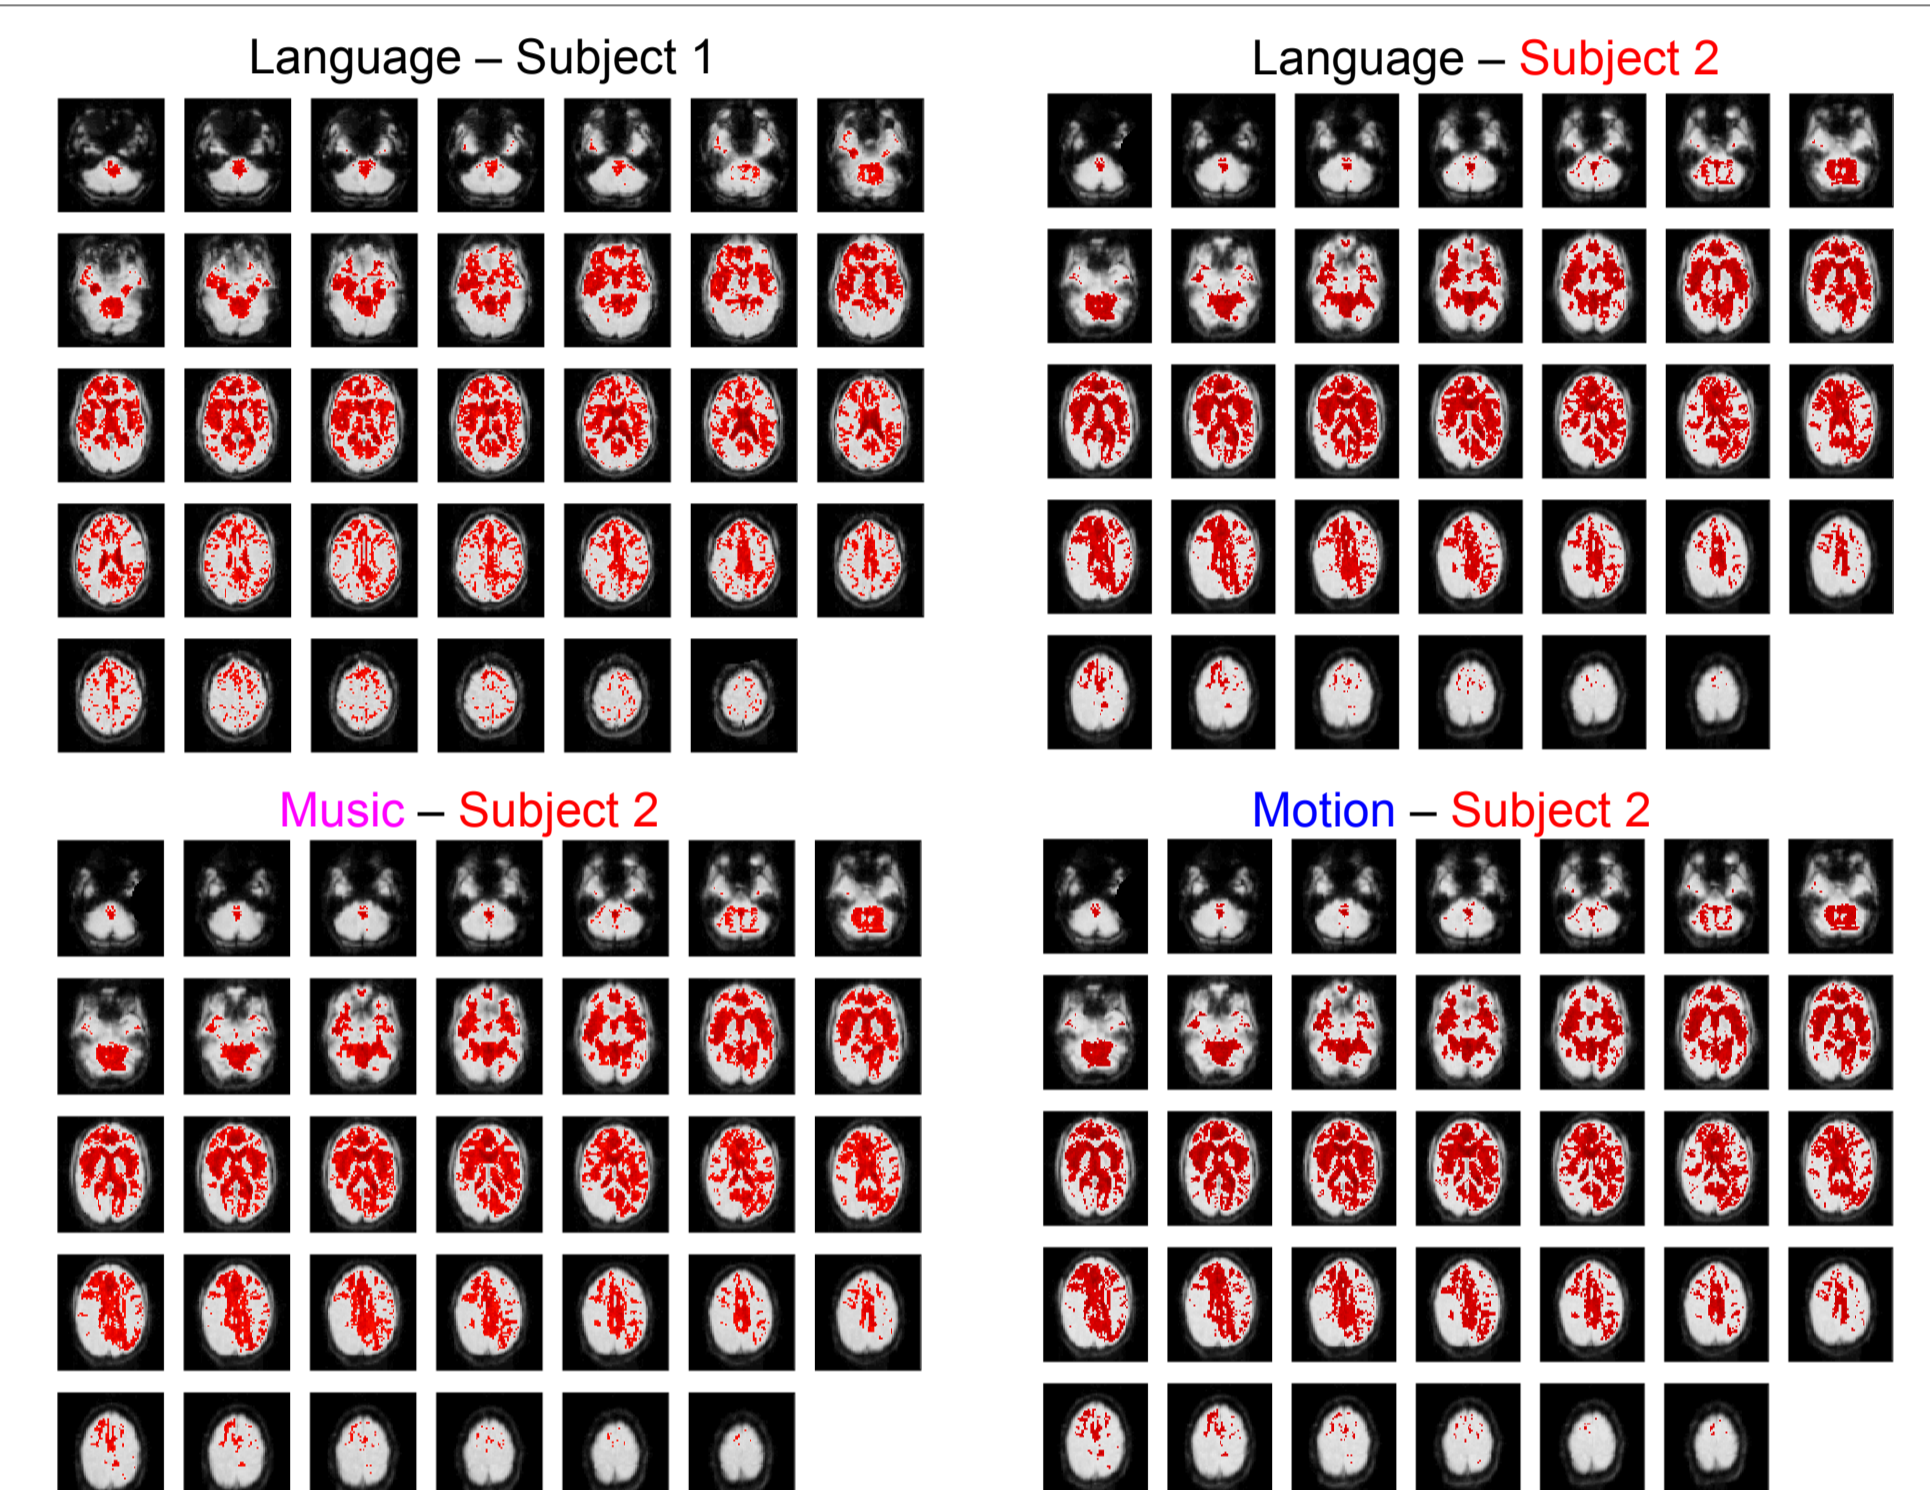 Language – Subject 1
Language – Subject 2
Music – Subject 2
Motion – Subject 2